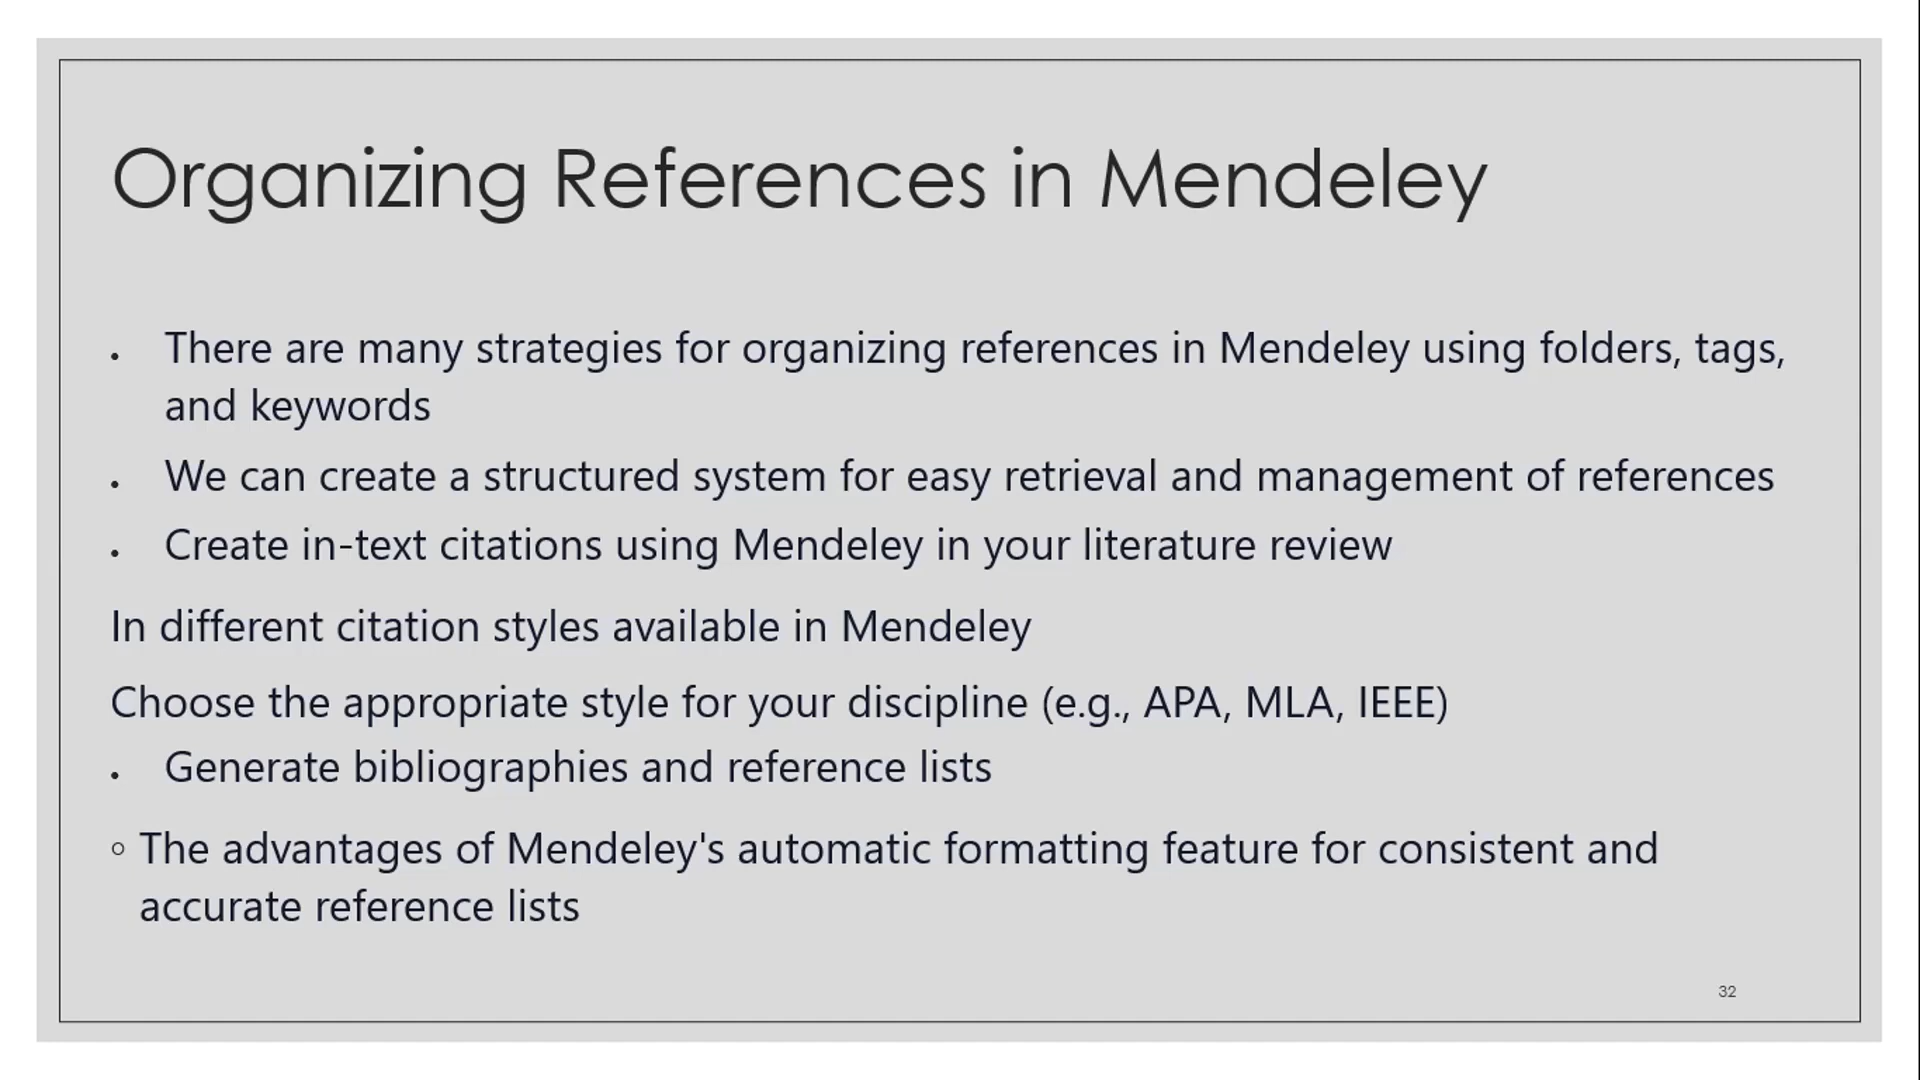 Organizing References in Mendeley
• There are many strategies for organizing references in Mendeley using folders, tags,
and keywords
• We can create a structured system for easy retrieval and management of references
• Create in-text citations using Mendeley in your literature review
In different citation styles available in Mendeley
Choose the appropriate style for your discipline (e.g., APA, MLA, IEEE)
• Generate bibliographies and reference lists
◦ The advantages of Mendeley's automatic formatting feature for consistent and
accurate reference lists
32